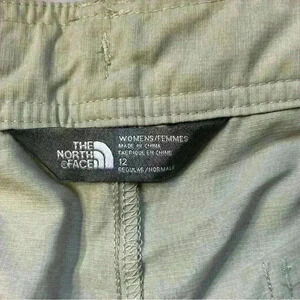 THE
NORTH
FACE
WOMENS/FEMMES
MADE IN CHINA
FABRIQUÉ EN CHINE
12
REGULAR/NORMALE